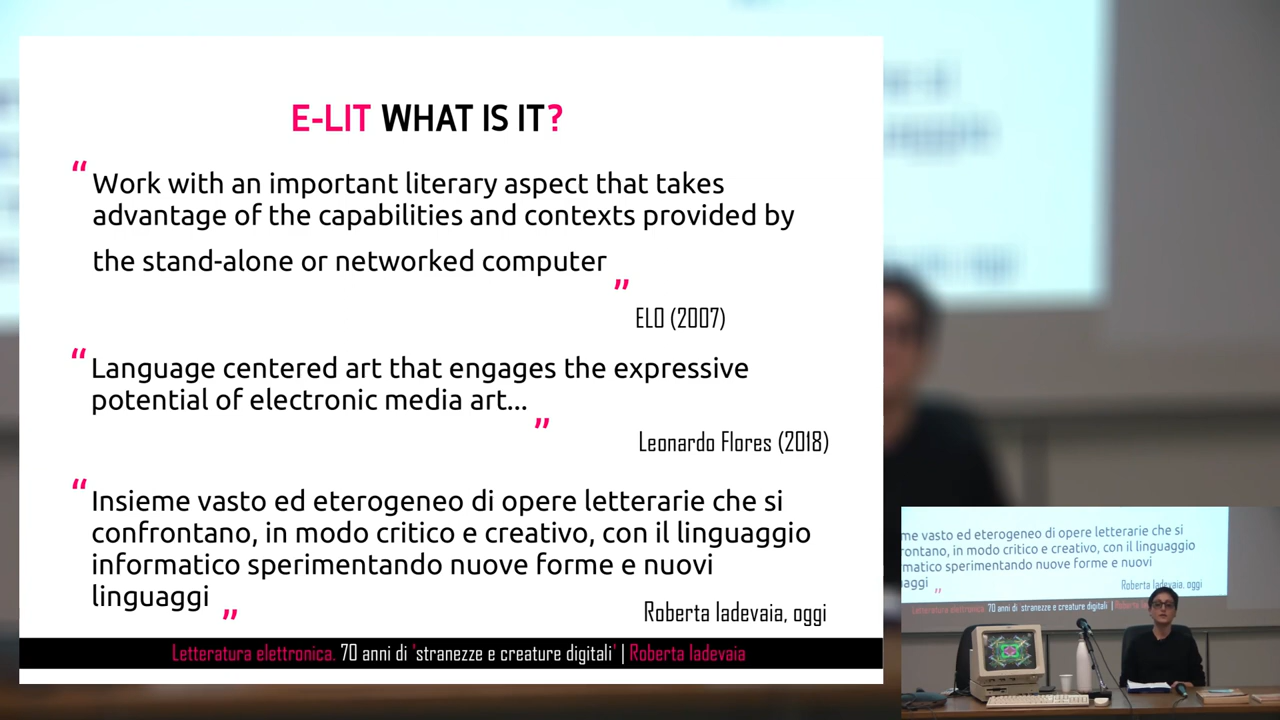 E-LIT WHAT IS IT?
“Work with an important literary aspect that takes
advantage of the capabilities and contexts provided by
the stand-alone or networked computer”
ELO (2007)
“Language centered art that engages the expressive
potential of electronic media art...”
Leonardo Flores (2018)
“Insieme vasto ed eterogeneo di opere letterarie che si
confrontano, in modo critico e creativo, con il linguaggio
informatico sperimentando nuove forme e nuovi
linguaggi”
Roberta Iadevaia, oggi
Letteratura elettronica. 70 anni di 'stranezze e creature digitali' | Roberta Iadevaia
me vasto ed eterogeneo di opere letterarie che si
rontano, in modo critico e creativo, con il linguaggio
rmatico sperimentando nuove forme e nuovi
uaggi ”
Roberta Iadevaia, oggi
Letteratura elettronica. 70 anni di 'stranezze e creature digitali' | Roberta